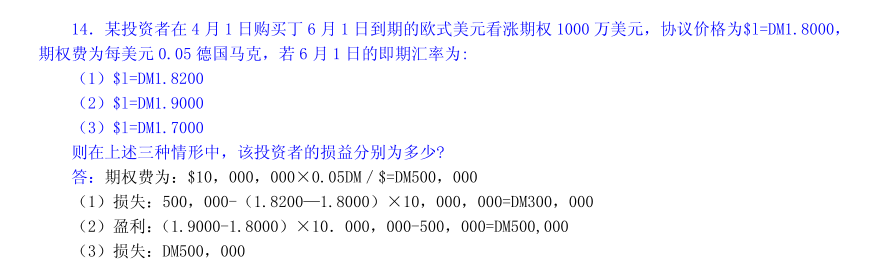 14. 某投资者在 4 月 1 日购买丁 6 月 1 日到期的欧式美元看涨期权 1000 万美元，协议价格为$l=DM1.8000，
期权费为每美元 0.05 德国马克，若 6 月 1 日的即期汇率为:
（1）$l=DM1.8200
（2）$l=DM1.9000
（3）$l=DM1.7000
则在上述三种情形中，该投资者的损益分别为多少?
答：期权费为：$10，000，000×0.05DM／$=DM500，000
（1）损失：500，000-（1.8200—1.8000）×10，000，000=DM300，000
（2）盈利：（1.9000-1.8000）×10．000，000-500，000=DM500,000
（3）损失：DM500，000